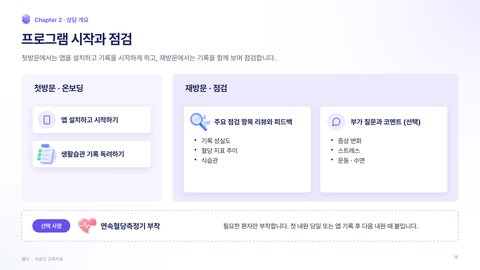 Chapter 2 · 상담 개요
프로그램 시작과 점검
첫방문에서는 앱을 설치하고 기록을 시작하게 하고, 재방문에서는 기록을 함께 보며 점검합니다.
첫방문 · 온보딩
앱 설치하고 시작하기
생활습관 기록 독려하기
재방문 · 점검
주요 점검 항목 리뷰와 피드백
• 기록 성실도
• 혈당 지표 추이
• 식습관
부가 질문과 코멘트 (선택)
• 증상 변화
• 스트레스
• 운동 · 수면
선택 사항
연속혈당측정기 부착
필요한 환자만 부착합니다. 첫 내원 당일 또는 앱 기록 후 다음 내원 때 붙입니다.
웰다 · 의료진 교육자료